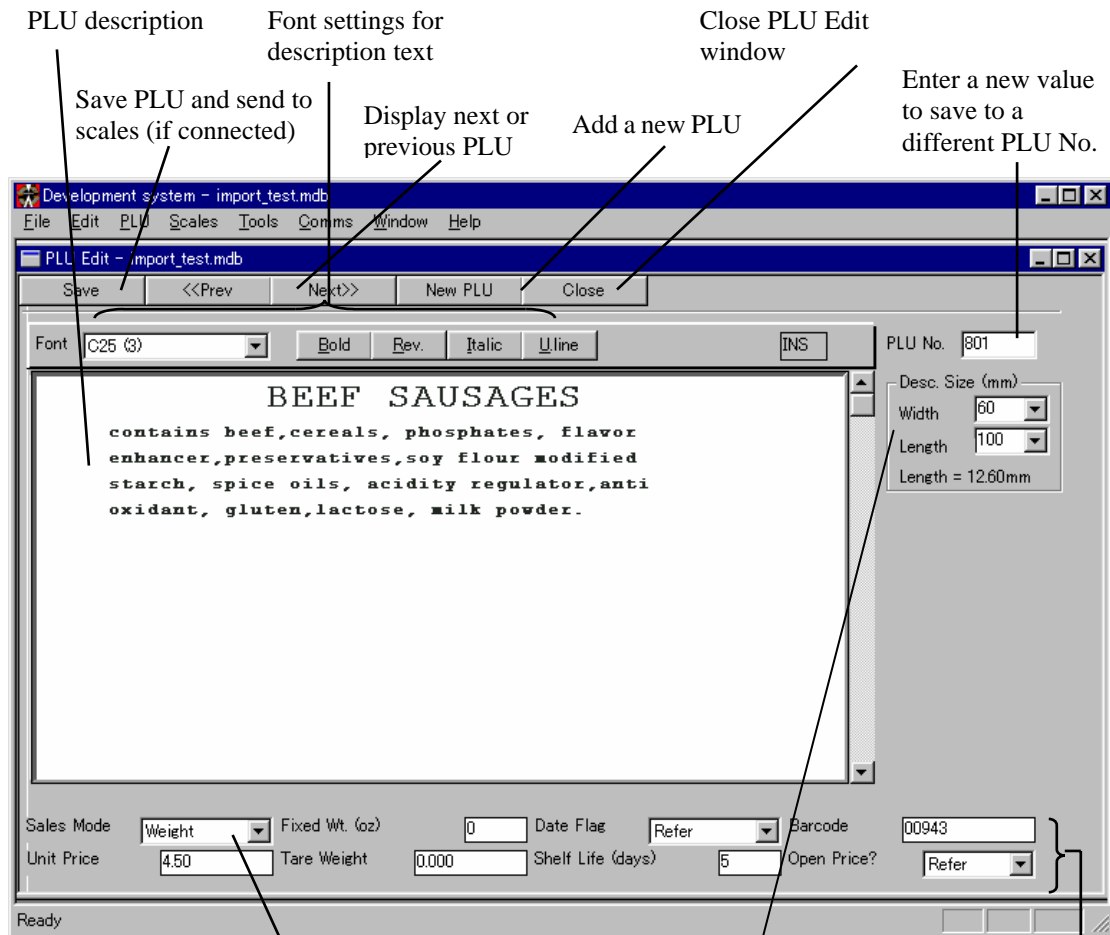 PLU description
Font settings for
description text
Close PLU Edit
window
Save PLU and send to
scales (if connected)
Display next or
previous PLU
Add a new PLU
Enter a new value
to save to a
different PLU No.
Development system - import_test.mdb
File Edit PLU Scales Tools Comms Window Help
PLU Edit - import_test.mdb
Save <<Prev Next>> New PLU Close
Font C25 (3) Bold Rev. Italic U.line INS PLU No. 801
BEEF SAUSAGES
contains beef,cereals, phosphates, flavor
enhancer,preservatives,soy flour modified
starch, spice oils, acidity regulator,anti
oxidant, gluten,lactose, milk powder.
Desc. Size (mm)
Width 60
Length 100
Length = 12.60mm
Sales Mode Weight Fixed Wt. (oz) 0 Date Flag Refer Barcode 00943
Unit Price 4.50 Tare Weight 0.000 Shelf Life (days) 5 Open Price? Refer
Ready